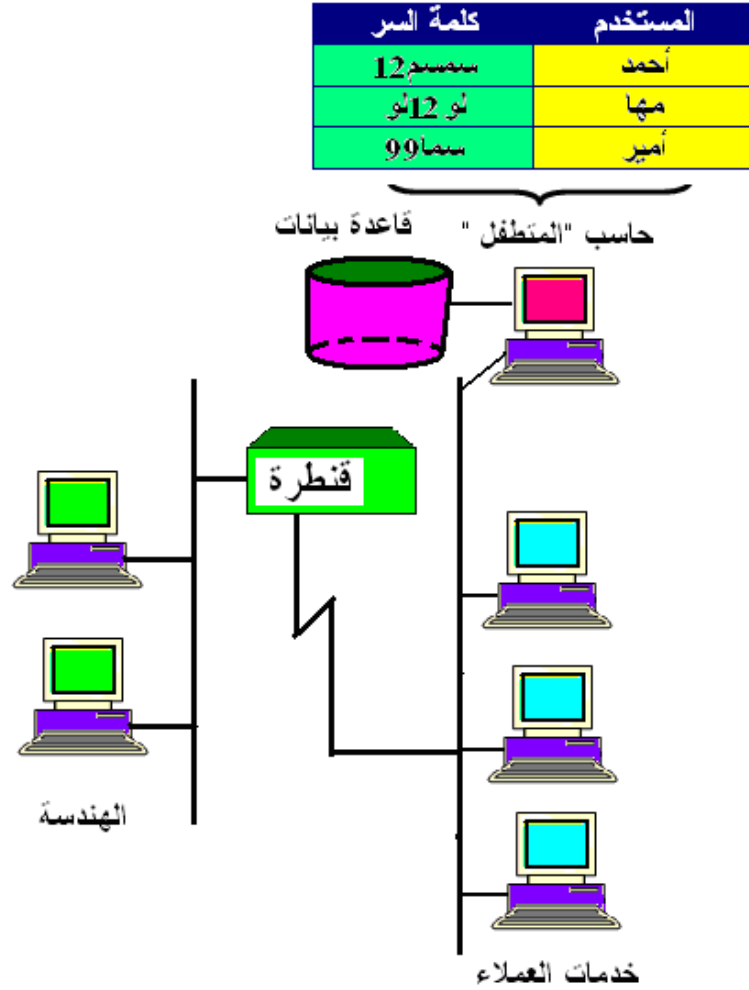 المستخدم كلمة السر
أحمد سمسم12
مها لو 12لو
أمير سما99
حاسب "المتطفل " قاعدة بيانات
قنطرة
الهندسة
خدمات العملاء